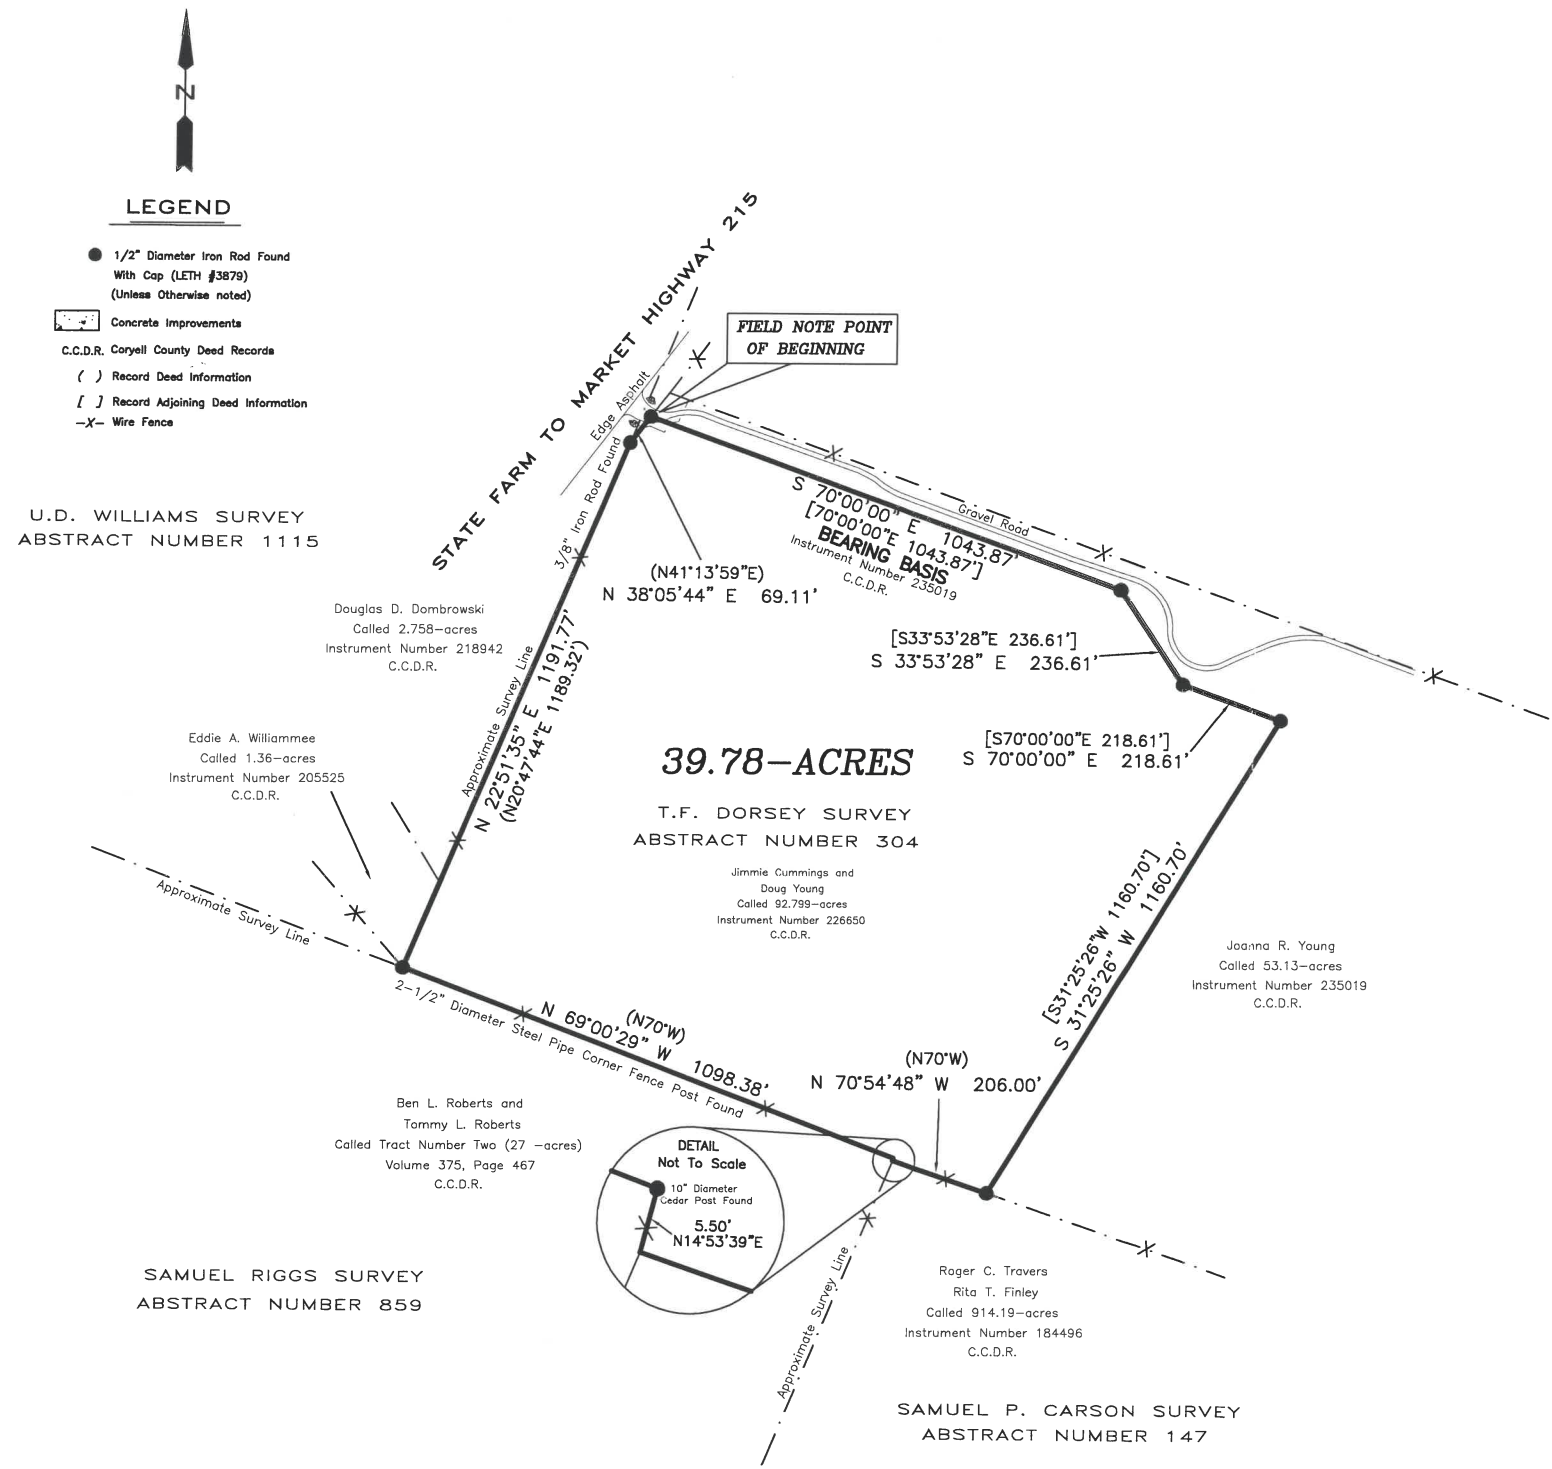 N
LEGEND
1/2" Diameter Iron Rod Found
With Cap (LETH #3879)
(Unless Otherwise noted)
Concrete Improvements
C.C.D.R. Coryell County Deed Records
( ) Record Deed Information
[ ] Record Adjoining Deed Information
-X- Wire Fence
STATE FARM TO MARKET HIGHWAY 215
FIELD NOTE POINT
OF BEGINNING
Edge Asphalt
3/8" Iron Rod Found
Gravel Road
S 70°00'00" E 1043.87'
[70°00'00"E 1043.87']
BEARING BASIS
Instrument Number 235019
C.C.D.R.
U.D. WILLIAMS SURVEY
ABSTRACT NUMBER 1115
(N41°13'59"E)
N 38°05'44" E 69.11'
Douglas D. Dombrowski
Called 2.758-acres
Instrument Number 218942
C.C.D.R.
[S33°53'28"E 236.61']
S 33°53'28" E 236.61'
Approximate Survey Line
N 22°51'35" E 1191.77'
(N20°47'44"E 1189.32')
Eddie A. Williammee
Called 1.36-acres
Instrument Number 205525
C.C.D.R.
[S70°00'00"E 218.61']
S 70°00'00" E 218.61'
39.78-ACRES
T.F. DORSEY SURVEY
ABSTRACT NUMBER 304
Jimmie Cummings and
Doug Young
Called 92.799-acres
Instrument Number 226650
C.C.D.R.
Approximate Survey Line
[S31°25'26"W 1160.70']
S 31°25'26" W 1160.70'
Joanna R. Young
Called 53.13-acres
Instrument Number 235019
C.C.D.R.
2-1/2" Diameter Steel Pipe Corner Fence Post Found
(N70°W)
N 69°00'29" W 1098.38'
(N70°W)
N 70°54'48" W 206.00'
Ben L. Roberts and
Tommy L. Roberts
Called Tract Number Two (27 -acres)
Volume 375, Page 467
C.C.D.R.
DETAIL
Not To Scale
10" Diameter
Cedar Post Found
5.50'
N14°53'39"E
SAMUEL RIGGS SURVEY
ABSTRACT NUMBER 859
Approximate Survey Line
Roger C. Travers
Rita T. Finley
Called 914.19-acres
Instrument Number 184496
C.C.D.R.
SAMUEL P. CARSON SURVEY
ABSTRACT NUMBER 147